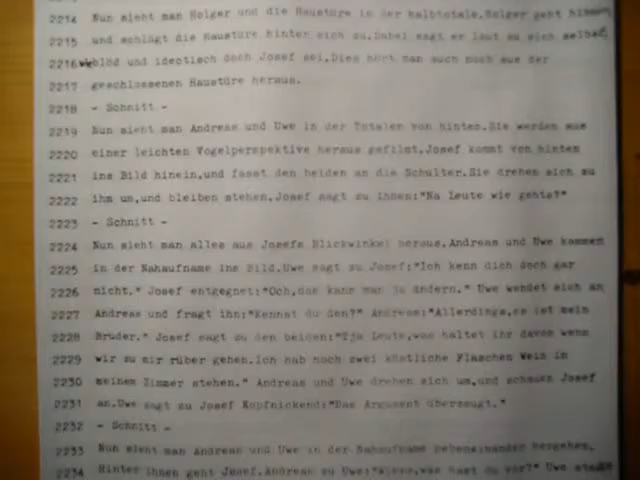 2214 Nun sieht man Holger und die Haustüre in der halbtotale.Holger geht
2215 und schlägt die Haustüre hinten sich zu.Dabei sagt er laut zu sich selbst,
2216 blöd und ideotisch doch Josef sei.Dies hört man auch noch aus der
2217 geschlossenen Haustüre heraus.
2218 - Schnitt -
2219 Nun sieht man Andreas und Uwe in der Totalen von hinten.Sie werden aus
2220 einer leichten Vogelperspektive heraus gefilmt.Josef kommt von hinten
2221 ins Bild hinein,und fasst den beiden an die Schulter.Sie drehen sich zu
2222 ihm um,und bleiben stehen.Josef sagt zu ihnen:"Na Leute wie gehts?"
2223 - Schnitt -
2224 Nun sieht man alles aus Josefs Blickwinkel heraus.Andreas und Uwe kommen
2225 in der Nahaufname ins Bild.Uwe sagt zu Josef:"Ich kenn dich doch gar
2226 nicht." Josef entgegnet:"Och,das kann man ja ändern." Uwe wendet sich an
2227 Andreas und fragt ihn:"Kennst du den?" Andreas:"Allerdings,es ist mein
2228 Bruder." Josef sagt zu den beiden:"Tja Leute,was haltet ihr davon wenn
2229 wir zu mir rüber gehen.Ich hab noch zwei köstliche Flaschen Wein in
2230 meinem Zimmer stehen." Andreas und Uwe drehen sich um,und schauen Josef
2231 an.Uwe sagt zu Josef Kopfnickend:"Das Argument überzeugt."
2232 - Schnitt -
2233 Nun sieht man Andreas und Uwe in der Nahaufname nebeneinander hergehen.
2234 Hinter ihnen geht Josef.Andreas zu Uwe: was hast du vor?" Uwe